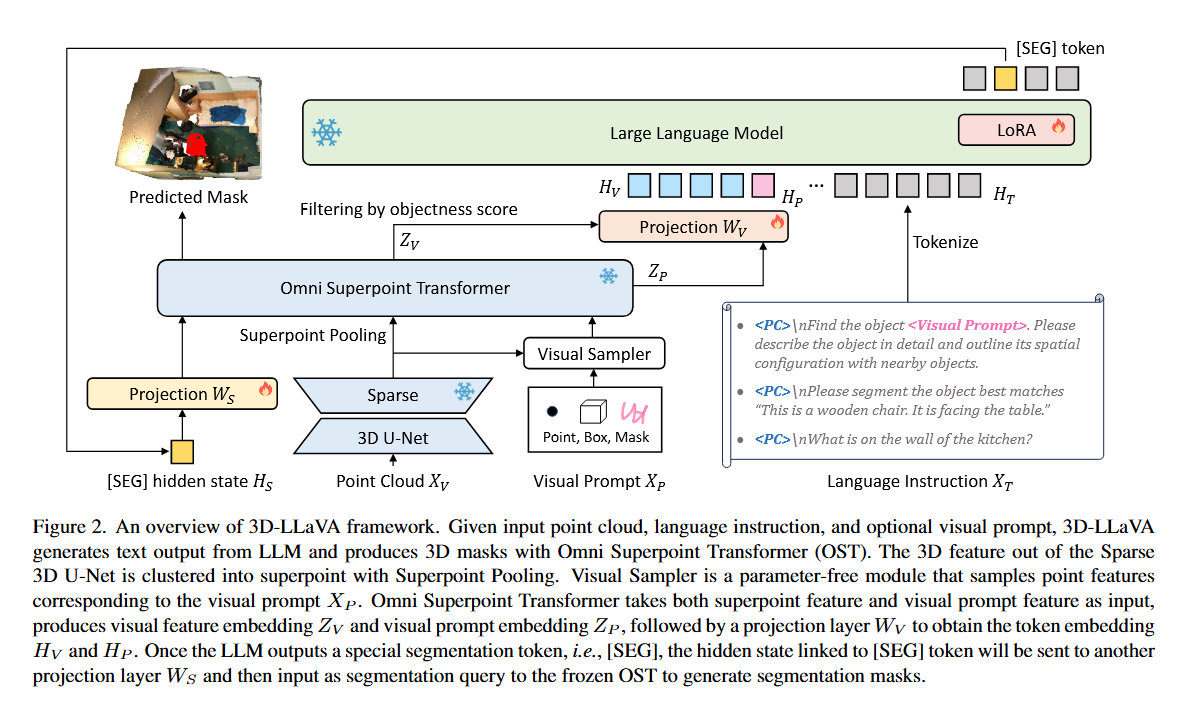 [SEG] token
Large Language Model
LoRA
Predicted Mask
H_V
H_P
...
H_T
Filtering by objectness score
Z_V
Projection W_V
Tokenize
Z_P
Omni Superpoint Transformer
Superpoint Pooling
Visual Sampler
Projection W_S
Sparse
3D U-Net
Point, Box, Mask
• <PC>\nFind the object <Visual Prompt>. Please
describe the object in detail and outline its spatial
configuration with nearby objects.
• <PC>\nPlease segment the object best matches
“This is a wooden chair. It is facing the table.”
• <PC>\nWhat is on the wall of the kitchen?
[SEG] hidden state H_S
Point Cloud X_V
Visual Prompt X_P
Language Instruction X_T
Figure 2. An overview of 3D-LLaVA framework. Given input point cloud, language instruction, and optional visual prompt, 3D-LLaVA
generates text output from LLM and produces 3D masks with Omni Superpoint Transformer (OST). The 3D feature out of the Sparse
3D U-Net is clustered into superpoint with Superpoint Pooling. Visual Sampler is a parameter-free module that samples point features
corresponding to the visual prompt X_P. Omni Superpoint Transformer takes both superpoint feature and visual prompt feature as input,
produces visual feature embedding Z_V and visual prompt embedding Z_P, followed by a projection layer W_V to obtain the token embedding
H_V and H_P. Once the LLM outputs a special segmentation token, i.e., [SEG], the hidden state linked to [SEG] token will be sent to another
projection layer W_S and then input as segmentation query to the frozen OST to generate segmentation masks.